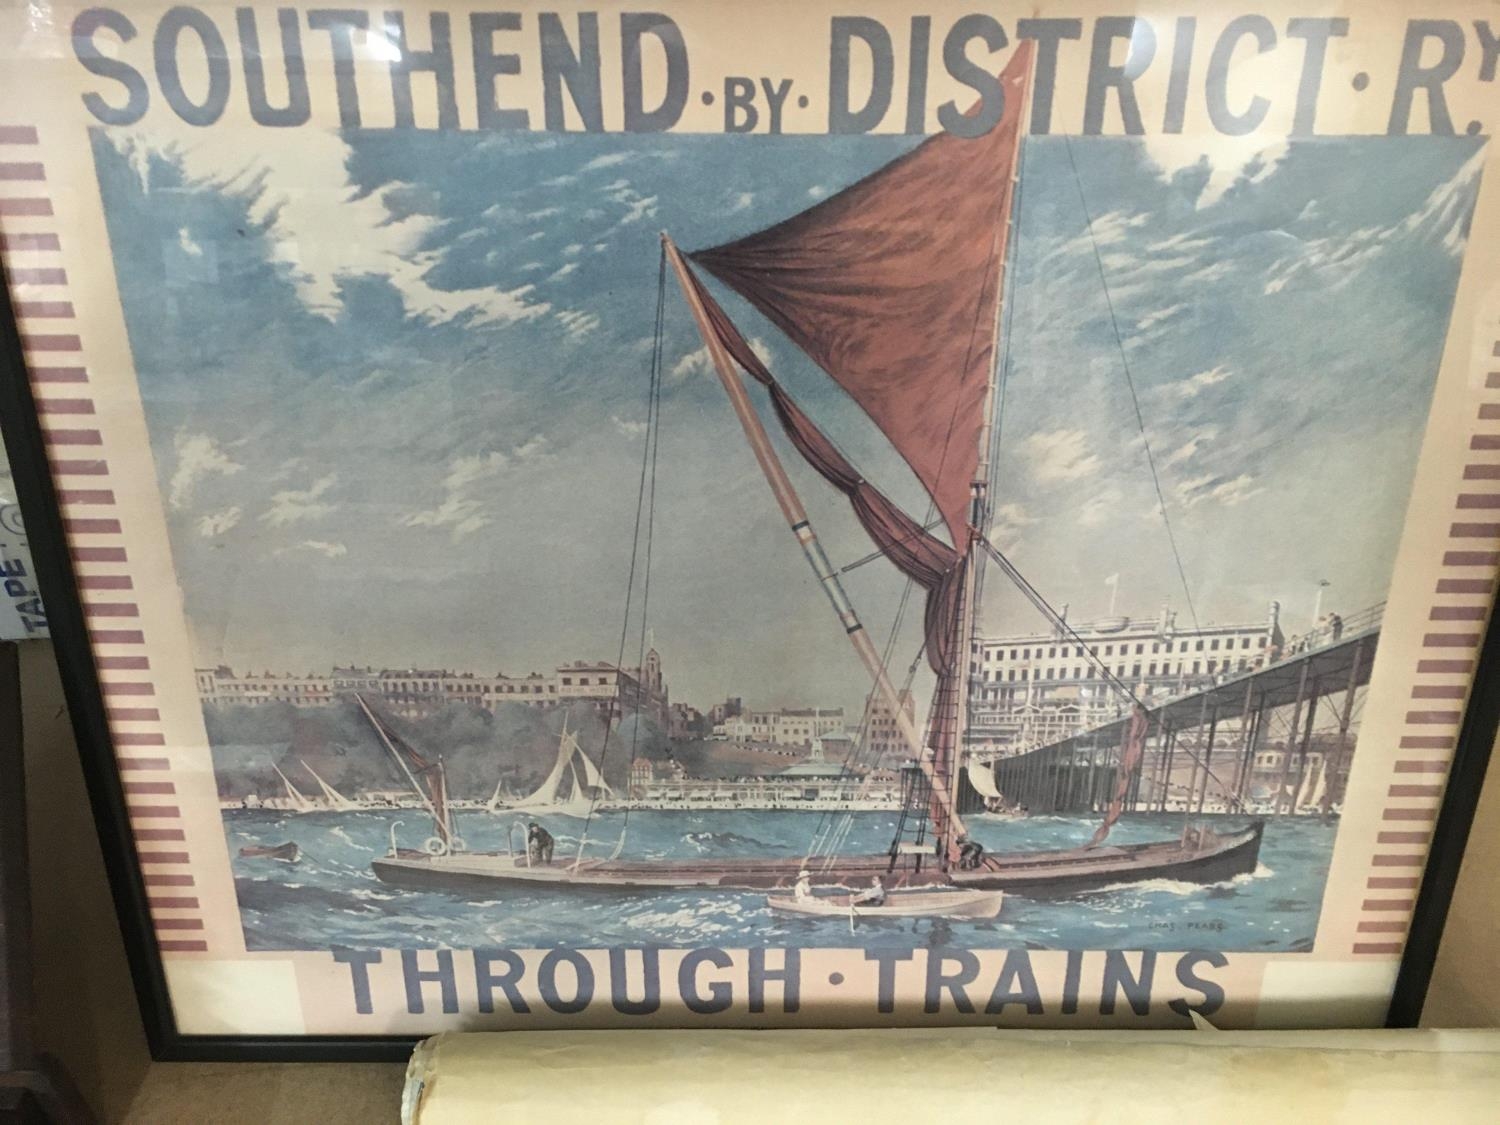 SOUTHEND · BY · DISTRICT · RY.
CHAS PEARS
THROUGH · TRAINS
TAPE